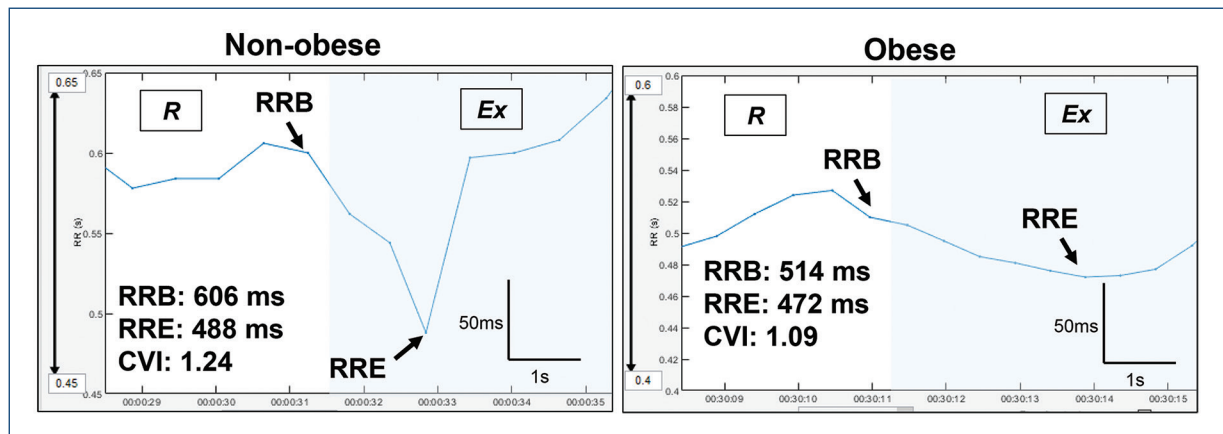 Non-obese
0.65
0.65
R
Ex
RRB
0.6
RR (s)
0.55
RRB: 606 ms
RRE: 488 ms
CVI: 1.24
0.5
50ms
1s
RRE
0.45
0.45
00:00:29 00:00:30 00:00:31 00:00:32 00:00:33 00:00:34 00:00:35
Obese
0.6
0.6
0.58
R
Ex
0.56
0.54
RRB
0.52
0.5
RR (s)
RRE
0.48
RRB: 514 ms
RRE: 472 ms
CVI: 1.09
0.46
0.44
50ms
0.42
1s
0.4
0.4
00:30:09 00:30:10 00:30:11 00:30:12 00:30:13 00:30:14 00:30:15